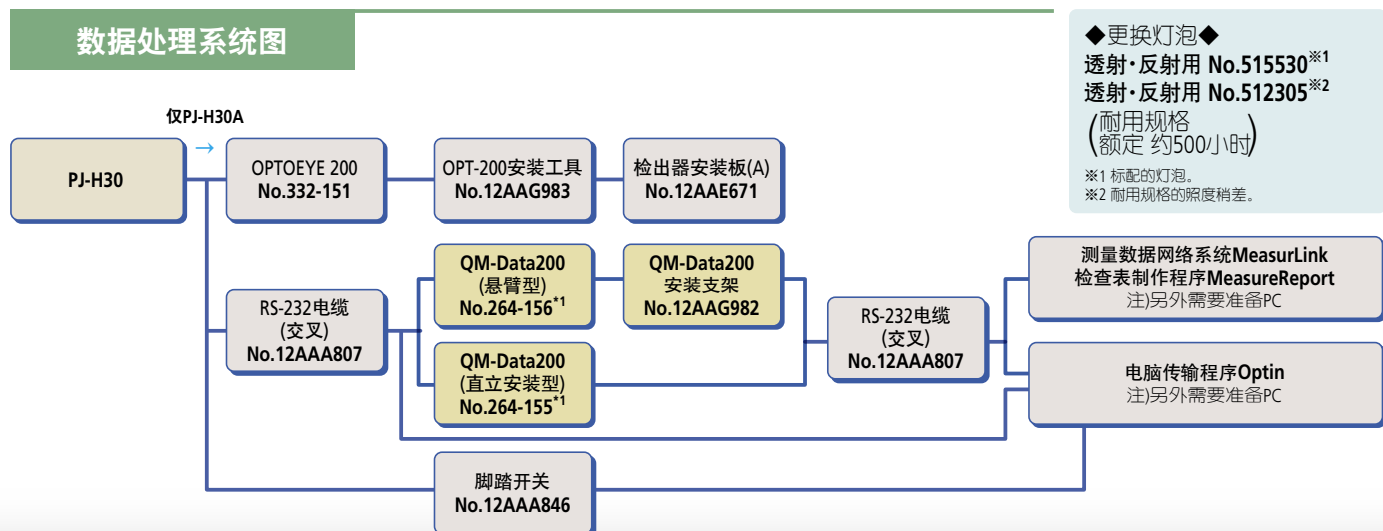 数据处理系统图
◆更换灯泡◆
透射·反射用 No.515530※1
透射·反射用 No.512305※2
(耐用规格
额定 约500小时)
※1 标配的灯泡。
※2 耐用规格的照度稍差。
仅PJ-H30A
→
PJ-H30
OPTOEYE 200
No.332-151
OPT-200安装工具
No.12AAG983
检出器安装板(A)
No.12AAE671
RS-232电缆
(交叉)
No.12AAA807
QM-Data200
(悬臂型)
No.264-156*1
QM-Data200
安装支架
No.12AAG982
QM-Data200
(直立安装型)
No.264-155*1
RS-232电缆
(交叉)
No.12AAA807
测量数据网络系统MeasurLink
检查表制作程序MeasureReport
注)另外需要准备PC
电脑传输程序Optin
注)另外需要准备PC
脚踏开关
No.12AAA846